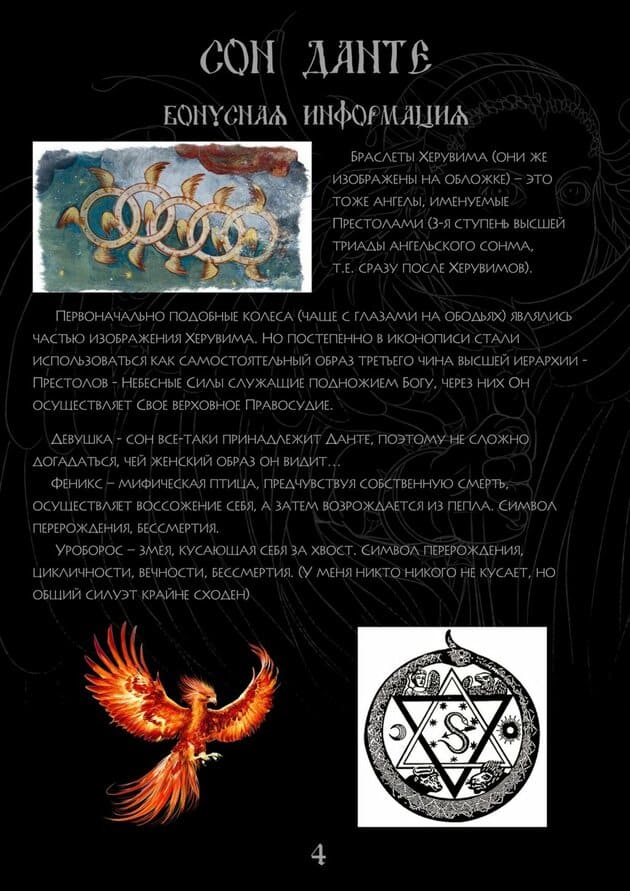 СОН ДАНТЕ
БОНУСНАЯ ИНФОРМАЦИЯ
Браслеты Херувима (они же
изображены на обложке) – это
тоже ангелы, именуемые
Престолами (3-я ступень высшей
триады ангельского сонма,
т.е. сразу после Херувимов).
Первоначально подобные колеса (чаще с глазами на ободьях) являлись
частью изображения Херувима. Но постепенно в иконописи стали
использоваться как самостоятельный образ третьего чина высшей иерархии -
Престолов - Небесные Силы служащие подножием Богу, через них Он
осуществляет Свое верховное Правосудие.
Девушка - сон все-таки принадлежит Данте, поэтому не сложно
догадаться, чей женский образ он видит...
Феникс – мифическая птица, предчувствуя собственную смерть,
осуществляет воссожение себя, а затем возрождается из пепла. Символ
перерождения, бессмертия.
Уроборос – змея, кусающая себя за хвост. Символ перерождения,
цикличности, вечности, бессмертия. (У меня никто никого не кусает, но
общий силуэт крайне сходен)
4